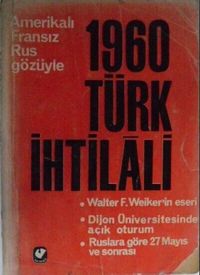 Amerikalı
Fransız
Rus
gözüyle
1960
TÜRK
İHTİLÂLİ
• Walter F. Weiker'in eseri
• Dijon Üniversitesinde
açık oturum
• Ruslara göre 27 Mayıs
ve sonrası